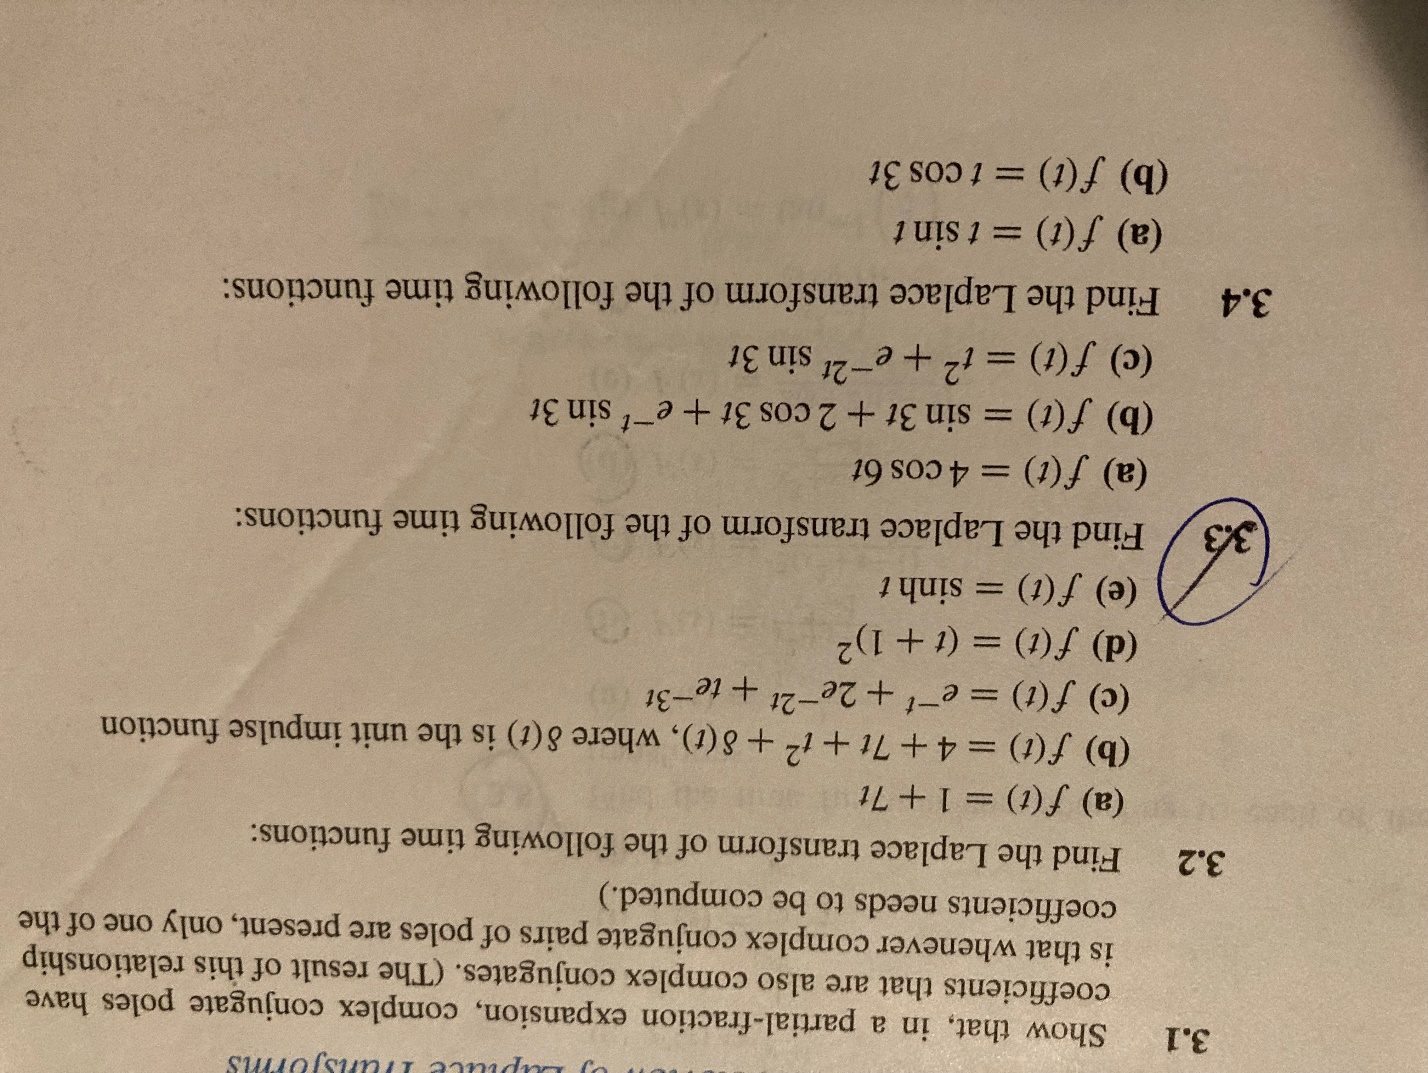 3.1 Show that, in a partial-fraction expansion, complex conjugate poles have
coefficients that are also complex conjugates. (The result of this relationship
is that whenever complex conjugate pairs of poles are present, only one of the
coefficients needs to be computed.)
3.2 Find the Laplace transform of the following time functions:
(a) f(t) = 1 + 7t
(b) f(t) = 4 + 7t + t² + δ(t), where δ(t) is the unit impulse function
(c) f(t) = e⁻ᵗ + 2e⁻²ᵗ + te⁻³ᵗ
(d) f(t) = (t + 1)²
(e) f(t) = sinh t
3.3 Find the Laplace transform of the following time functions:
(a) f(t) = 4 cos 6t
(b) f(t) = sin 3t + 2 cos 3t + e⁻ᵗ sin 3t
(c) f(t) = t² + e⁻²ᵗ sin 3t
3.4 Find the Laplace transform of the following time functions:
(a) f(t) = t sin t
(b) f(t) = t cos 3t